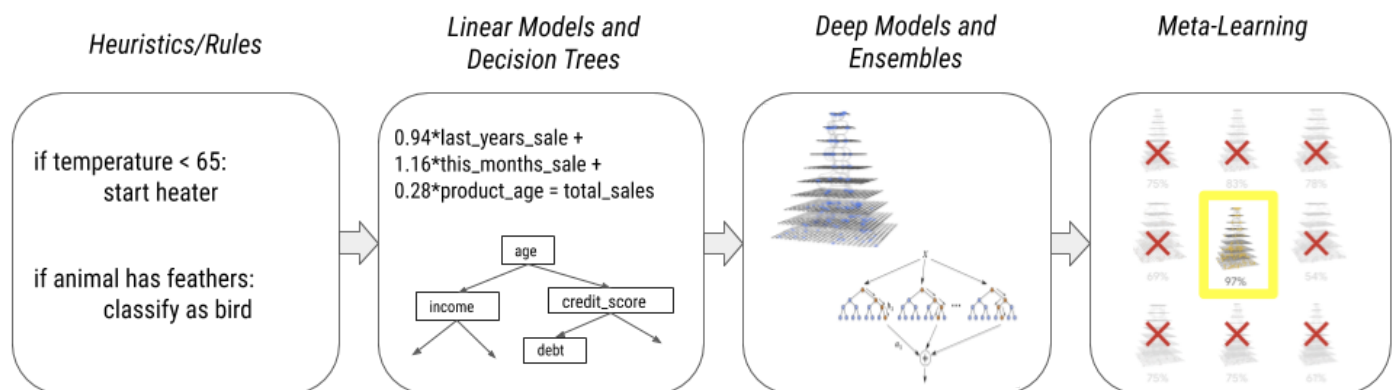 Heuristics/Rules
Linear Models and
Decision Trees
Deep Models and
Ensembles
Meta-Learning
if temperature < 65:
start heater
if animal has feathers:
classify as bird
0.94*last_years_sale +
1.16*this_months_sale +
0.28*product_age = total_sales
age
income
credit_score
debt
X
...
+
75%
83%
78%
69%
97%
54%
75%
75%
61%